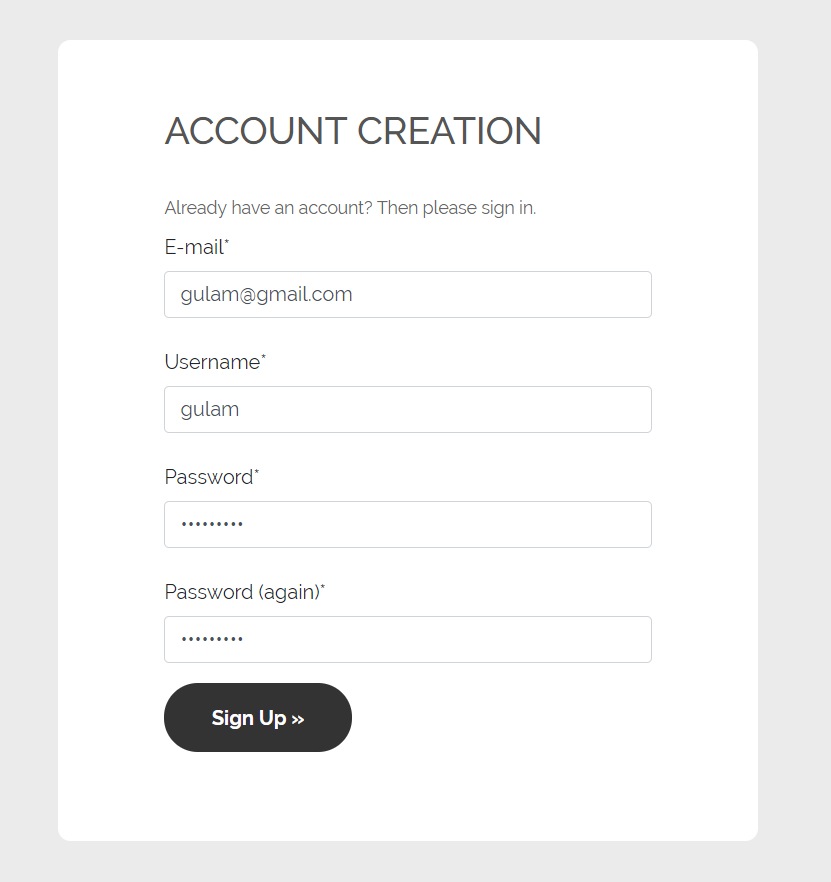 ACCOUNT CREATION
Already have an account? Then please sign in.
E-mail*
gulam@gmail.com
Username*
gulam
Password*
•••••••••
Password (again)*
•••••••••
Sign Up »